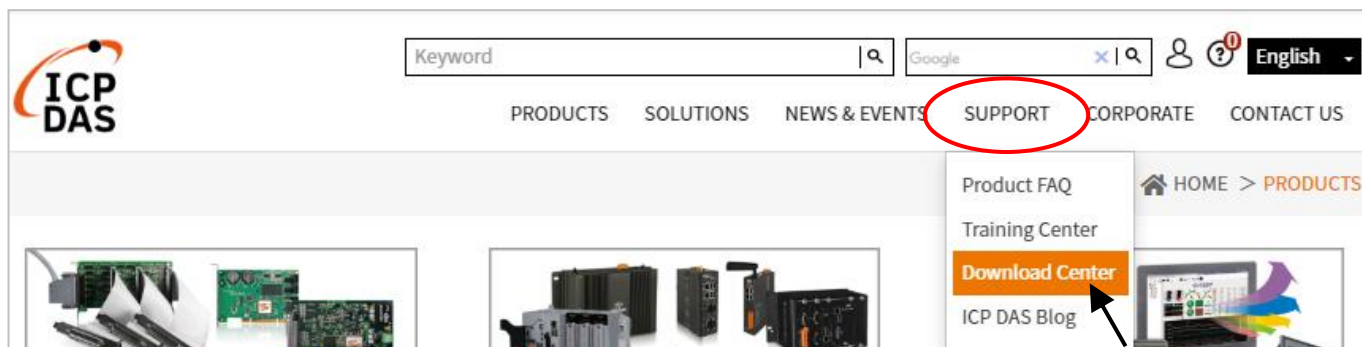 ICP
DAS
Keyword
Google
0
English
PRODUCTS SOLUTIONS NEWS & EVENTS SUPPORT CORPORATE CONTACT US
HOME > PRODUCTS
Product FAQ
Training Center
Download Center
ICP DAS Blog